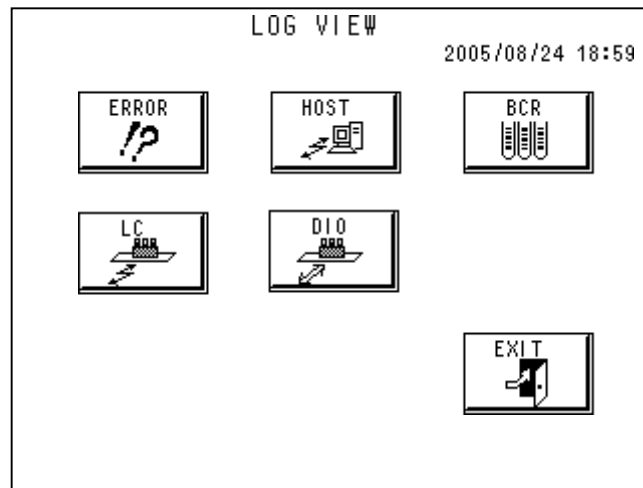 LOG VIEW
2005/08/24 18:59
ERROR
!?
HOST
BCR
LC
DIO
EXIT